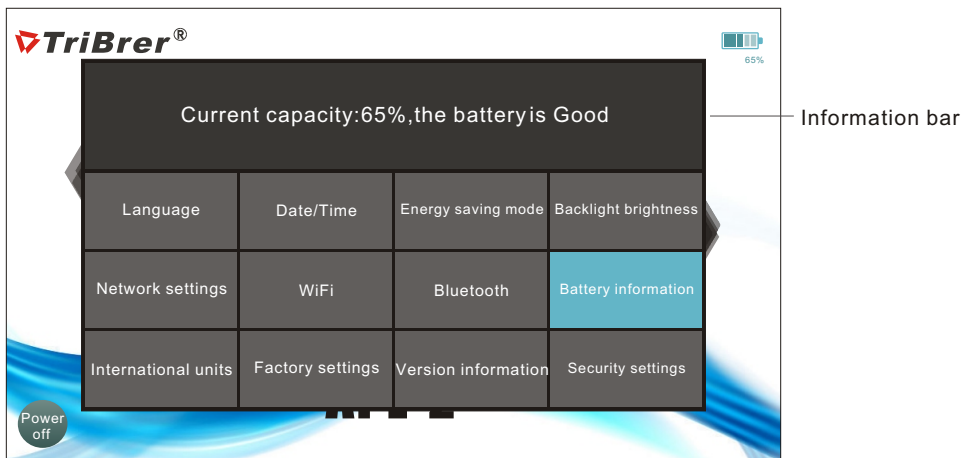 TriBrer®
65%
Current capacity:65%,the battery is Good
Information bar
Language
Date/Time
Energy saving mode
Backlight brightness
Network settings
WiFi
Bluetooth
Battery information
International units
Factory settings
Version information
Security settings
Power
off